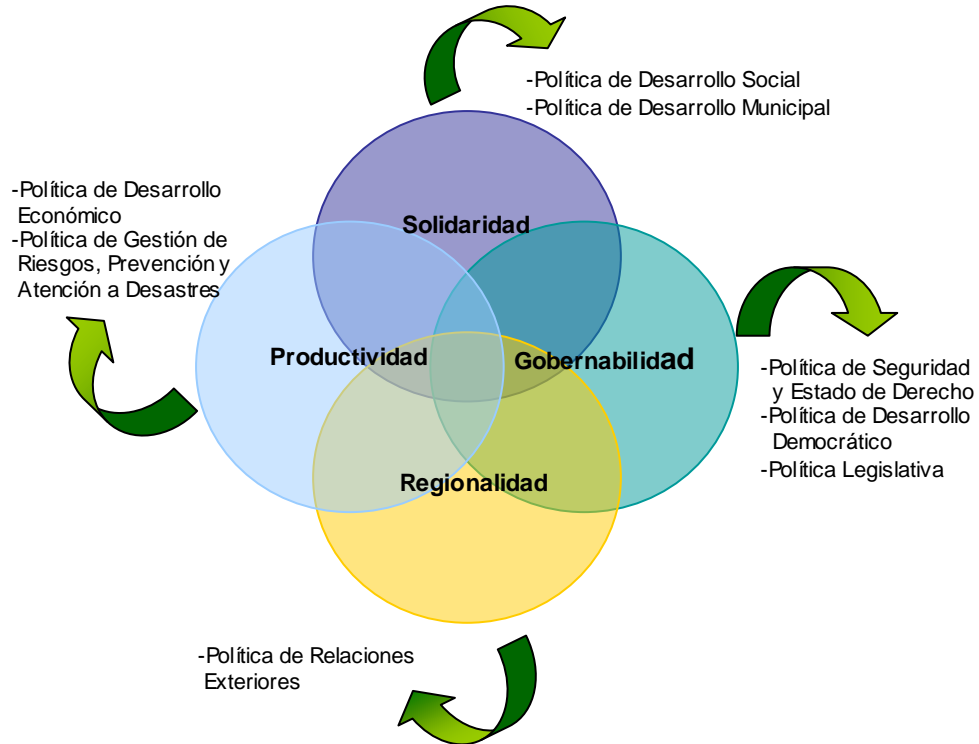 -Política de Desarrollo Social
-Política de Desarrollo Municipal
-Política de Desarrollo
Económico
-Política de Gestión de
Riesgos, Prevención y
Atención a Desastres
Solidaridad
Productividad
Gobernabilidad
Regionalidad
-Política de Seguridad
y Estado de Derecho
-Política de Desarrollo
Democrático
-Política Legislativa
-Política de Relaciones
Exteriores